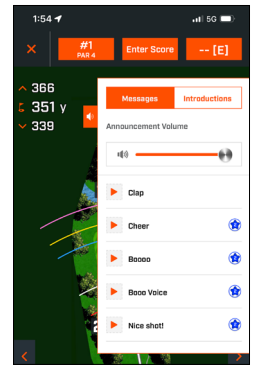 1:54 5G
#1
PAR 4
Enter Score
-- [E]
366
351 y
339
Messages
Introductions
Announcement Volume
Clap
Cheer
Boooo
Booo Voice
Nice shot!